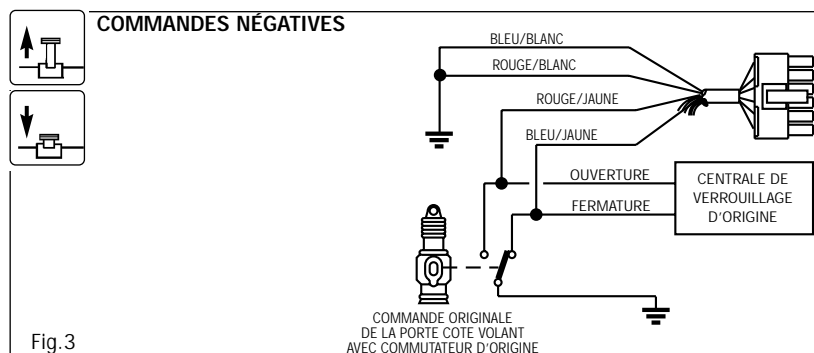 COMMANDES NÉGATIVES
BLEU/BLANC
ROUGE/BLANC
ROUGE/JAUNE
BLEU/JAUNE
OUVERTURE
FERMATURE
CENTRALE DE
VERROUILLAGE
D'ORIGINE
COMMANDE ORIGINALE
DE LA PORTE COTE VOLANT
AVEC COMMUTATEUR D'ORIGINE
Fig.3